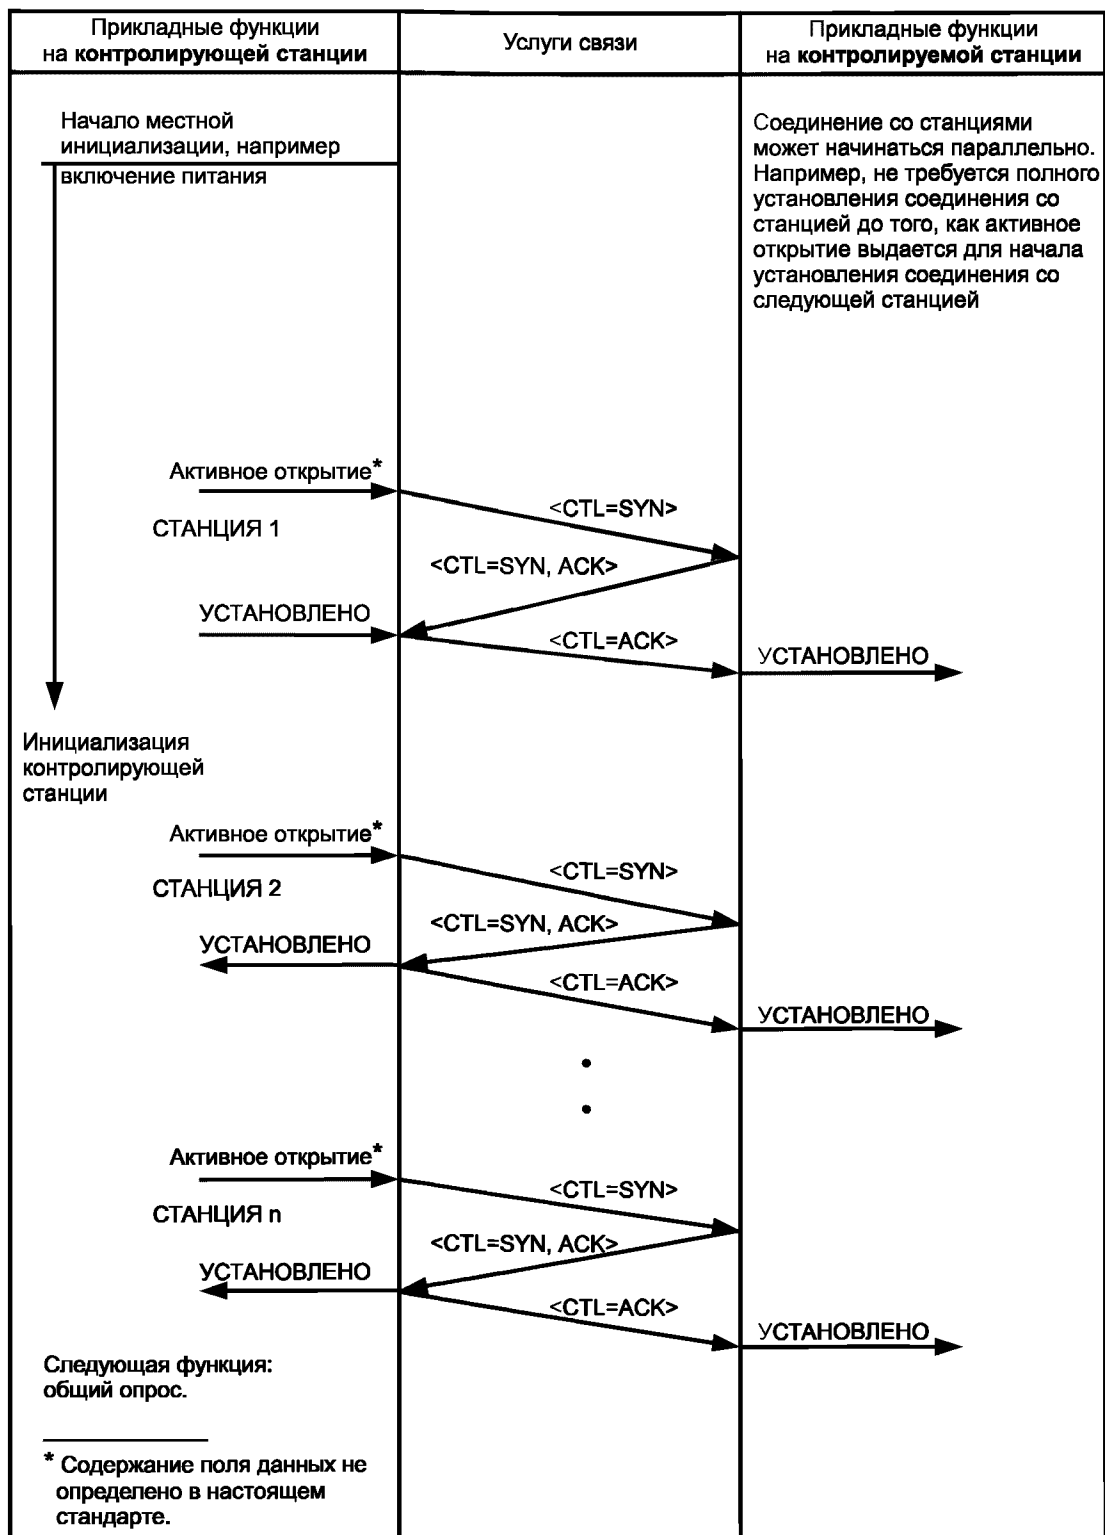 Прикладные функции
на контролирующей станции
Услуги связи
Прикладные функции
на контролируемой станции
Начало местной
инициализации, например
включение питания
Соединение со станциями
может начинаться параллельно.
Например, не требуется полного
установления соединения со
станцией до того, как активное
открытие выдается для начала
установления соединения со
следующей станцией
Активное открытие*
<CTL=SYN>
СТАНЦИЯ 1
<CTL=SYN, ACK>
УСТАНОВЛЕНО
<CTL=ACK>
УСТАНОВЛЕНО
Инициализация
контролирующей
станции
Активное открытие*
<CTL=SYN>
СТАНЦИЯ 2
<CTL=SYN, ACK>
УСТАНОВЛЕНО
<CTL=ACK>
УСТАНОВЛЕНО
Активное открытие*
<CTL=SYN>
СТАНЦИЯ n
<CTL=SYN, ACK>
УСТАНОВЛЕНО
<CTL=ACK>
УСТАНОВЛЕНО
Следующая функция:
общий опрос.
* Содержание поля данных не
определено в настоящем
стандарте.